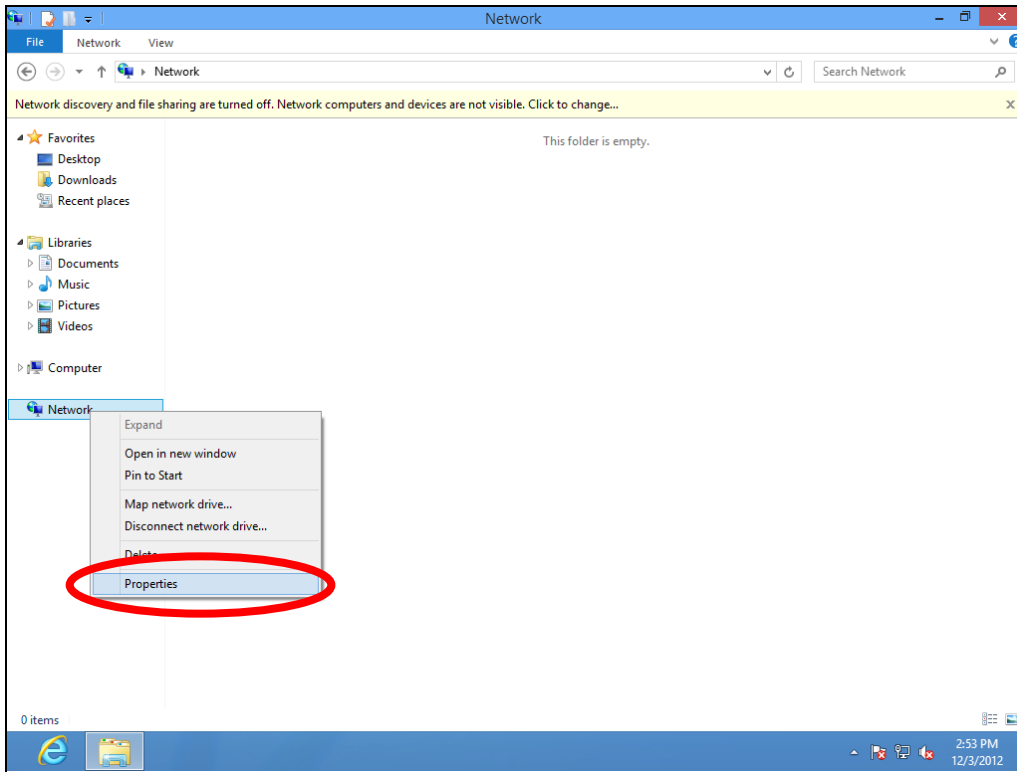 Network
File Network View
Network
Search Network
Network discovery and file sharing are turned off. Network computers and devices are not visible. Click to change...
This folder is empty.
Favorites
Desktop
Downloads
Recent places
Libraries
Documents
Music
Pictures
Videos
Computer
Network
Expand
Open in new window
Pin to Start
Map network drive...
Disconnect network drive...
Delete
Properties
0 items
2:53 PM
12/3/2012